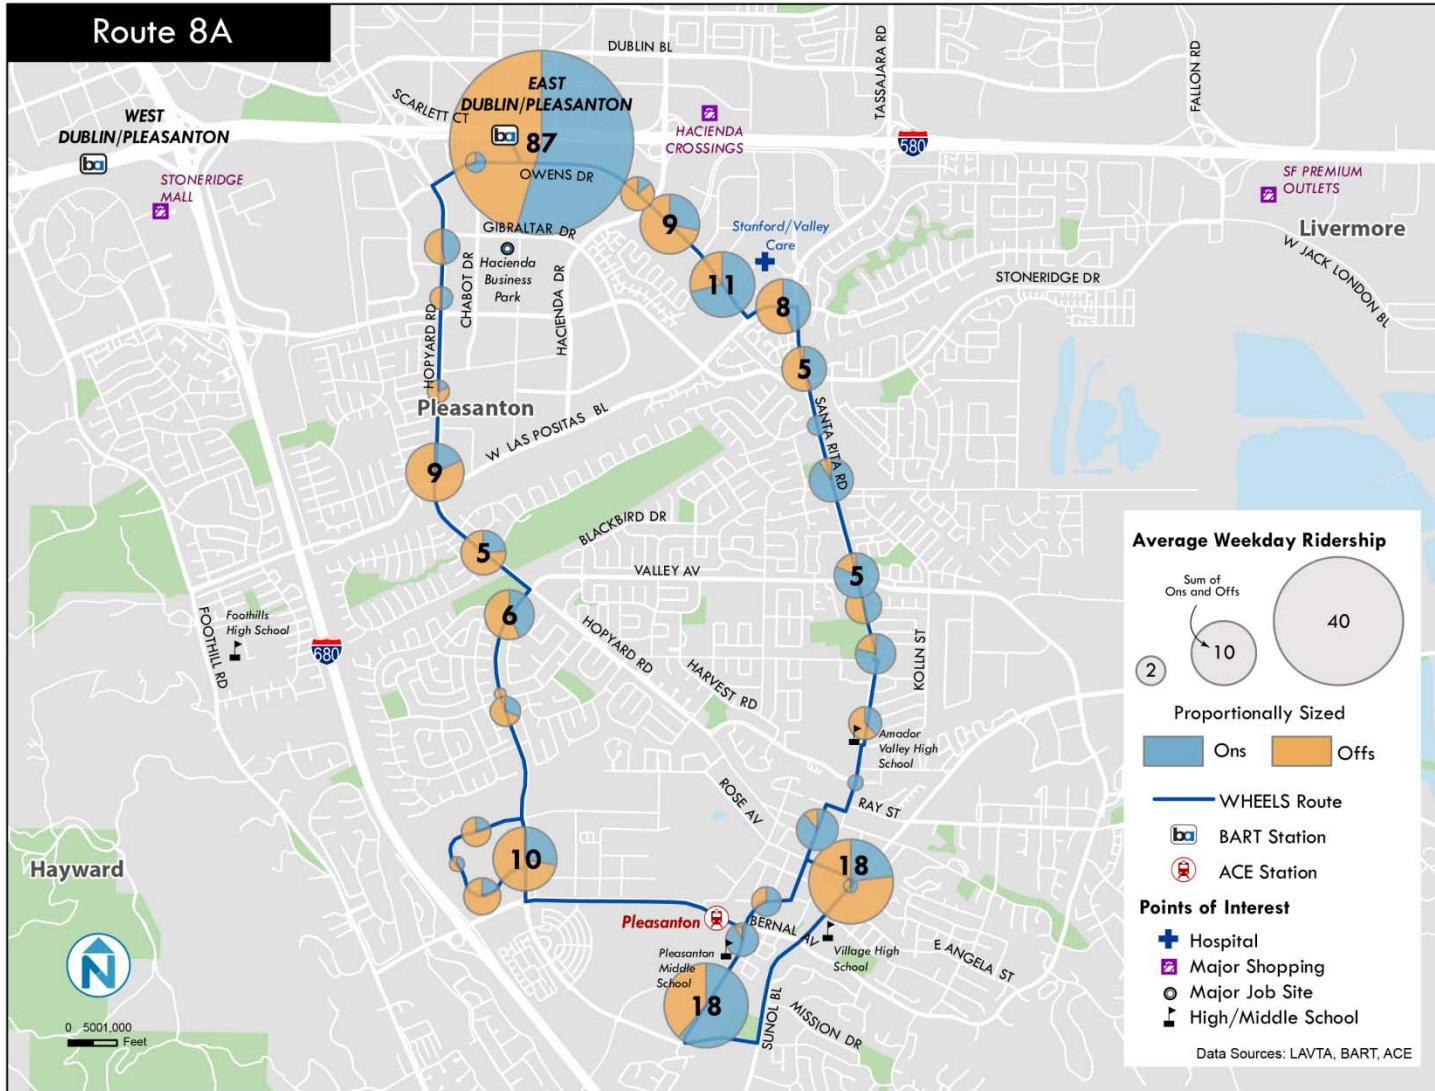 Route 8A
DUBLIN BL
TASSAJARA RD
FALLON RD
SCARLETT CT
EAST
DUBLIN/PLEASANTON
87
ba
WEST
DUBLIN/PLEASANTON
ba
STONERIDGE
MALL
HACIENDA
CROSSINGS
580
SF PREMIUM
OUTLETS
Livermore
W JACK LONDON BL
OWENS DR
GIBRALTAR DR
9
Stanford/Valley
Care
Hacienda
Business
Park
CHABOT DR
HACIENDA DR
HOPYARD RD
11
8
STONERIDGE DR
5
Pleasanton
W LAS POSITAS BL
SANTA RITA RD
9
BLACKBIRD DR
5
VALLEY AV
5
6
FOOTHILL RD
Foothills
High School
680
HOPYARD RD
HARVEST RD
KOLLN ST
Amador
Valley High
School
ROSE AV
RAY ST
Hayward
10
18
Pleasanton
BERNAL AV
Pleasanton
Middle
School
Village High
School
E ANGELA ST
18
SUNOL BL
MISSION DR
N
0 5001,000
Feet
Average Weekday Ridership
Sum of
Ons and Offs
2
10
40
Proportionally Sized
Ons
Offs
WHEELS Route
ba
BART Station
ACE Station
Points of Interest
Hospital
Major Shopping
Major Job Site
High/Middle School
Data Sources: LAVTA, BART, ACE